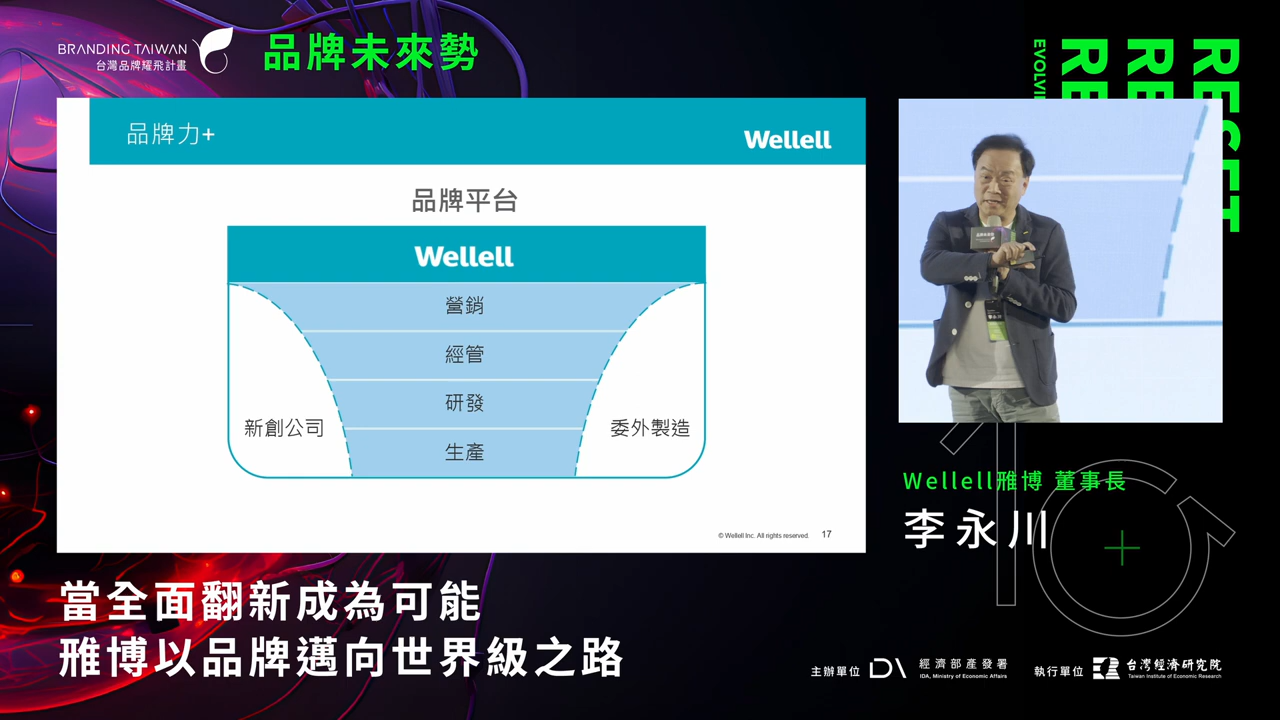 BRANDING TAIWAN
台灣品牌耀飛計畫
品牌未來勢
品牌力+
Wellell
品牌平台
Wellell
營銷
經管
研發
生產
新創公司
委外製造
© Wellell Inc. All rights reserved.
17
RESET
RE
RE
Wellell雅博 董事長
李永川
當全面翻新成為可能
雅博以品牌邁向世界級之路
主辦單位
IDA
經濟部產發署
IDA, Ministry of Economic Affairs
執行單位
台灣經濟研究院
Taiwan Institute of Economic Research